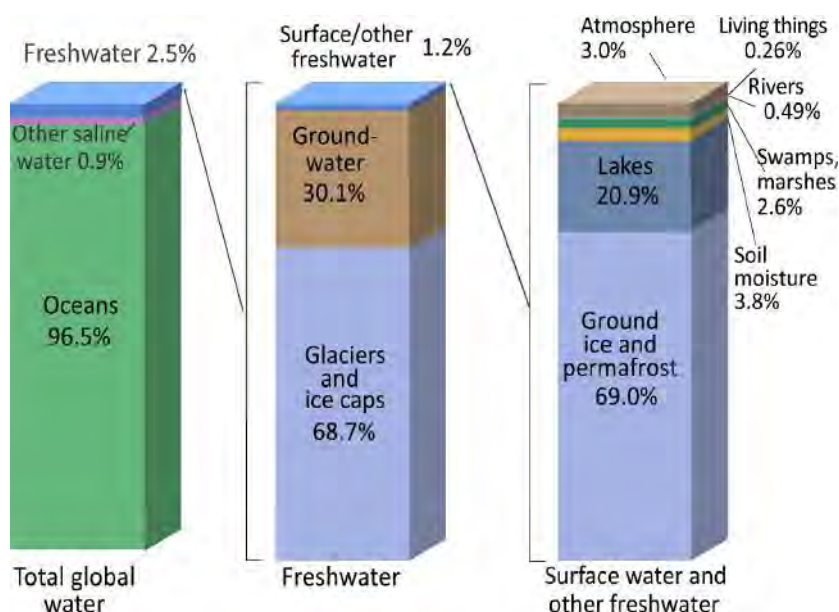 Freshwater 2.5%
Other saline
water 0.9%
Oceans
96.5%
Total global
water
Surface/other
freshwater
1.2%
Ground-
water
30.1%
Glaciers
and
ice caps
68.7%
Freshwater
Atmosphere
3.0%
Living things
0.26%
Rivers
0.49%
Swamps,
marshes
2.6%
Soil
moisture
3.8%
Lakes
20.9%
Ground
ice and
permafrost
69.0%
Surface water and
other freshwater